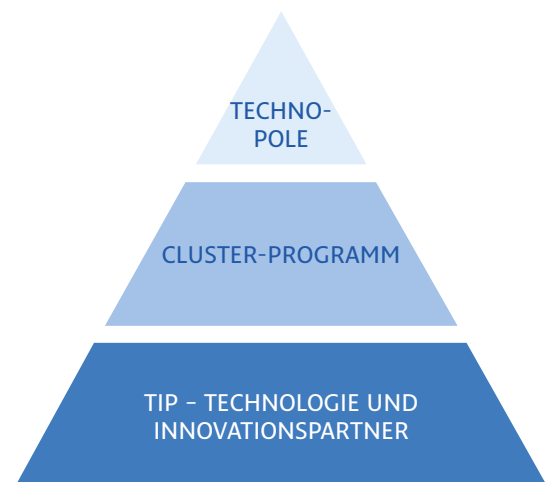 TECHNO-
POLE
CLUSTER-PROGRAMM
TIP – TECHNOLOGIE UND
INNOVATIONSPARTNER